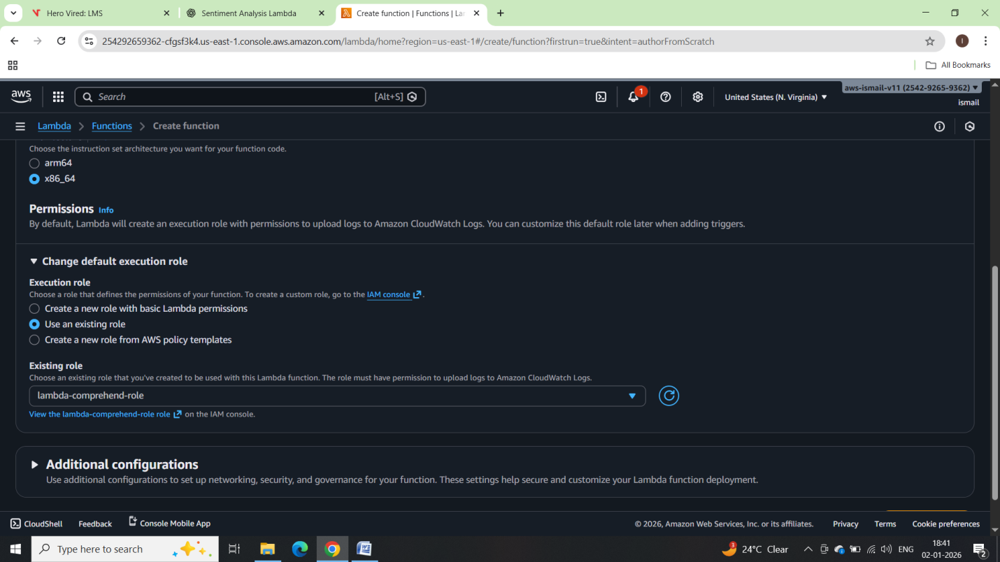 Hero Vired: LMS
Sentiment Analysis Lambda
Create function | Functions | La
254292659362-cfgsf3k4.us-east-1.console.aws.amazon.com/lambda/home?region=us-east-1#/create/function?firstrun=true&intent=authorFromScratch
I
All Bookmarks
aws
Search
[Alt+S]
1
United States (N. Virginia)
aws-ismail-v11 (2542-9265-9362)
ismail
Lambda
Functions
Create function
Choose the instruction set architecture you want for your function code.
arm64
x86_64
Permissions Info
By default, Lambda will create an execution role with permissions to upload logs to Amazon CloudWatch Logs. You can customize this default role later when adding triggers.
Change default execution role
Execution role
Choose a role that defines the permissions of your function. To create a custom role, go to the IAM console .
Create a new role with basic Lambda permissions
Use an existing role
Create a new role from AWS policy templates
Existing role
Choose an existing role that you've created to be used with this Lambda function. The role must have permission to upload logs to Amazon CloudWatch Logs.
lambda-comprehend-role
View the lambda-comprehend-role role on the IAM console.
Additional configurations
Use additional configurations to set up networking, security, and governance for your function. These settings help secure and customize your Lambda function deployment.
CloudShell
Feedback
Console Mobile App
© 2026, Amazon Web Services, Inc. or its affiliates.
Privacy
Terms
Cookie preferences
Type here to search
3
24°C Clear
ENG
18:41
02-01-2026
2